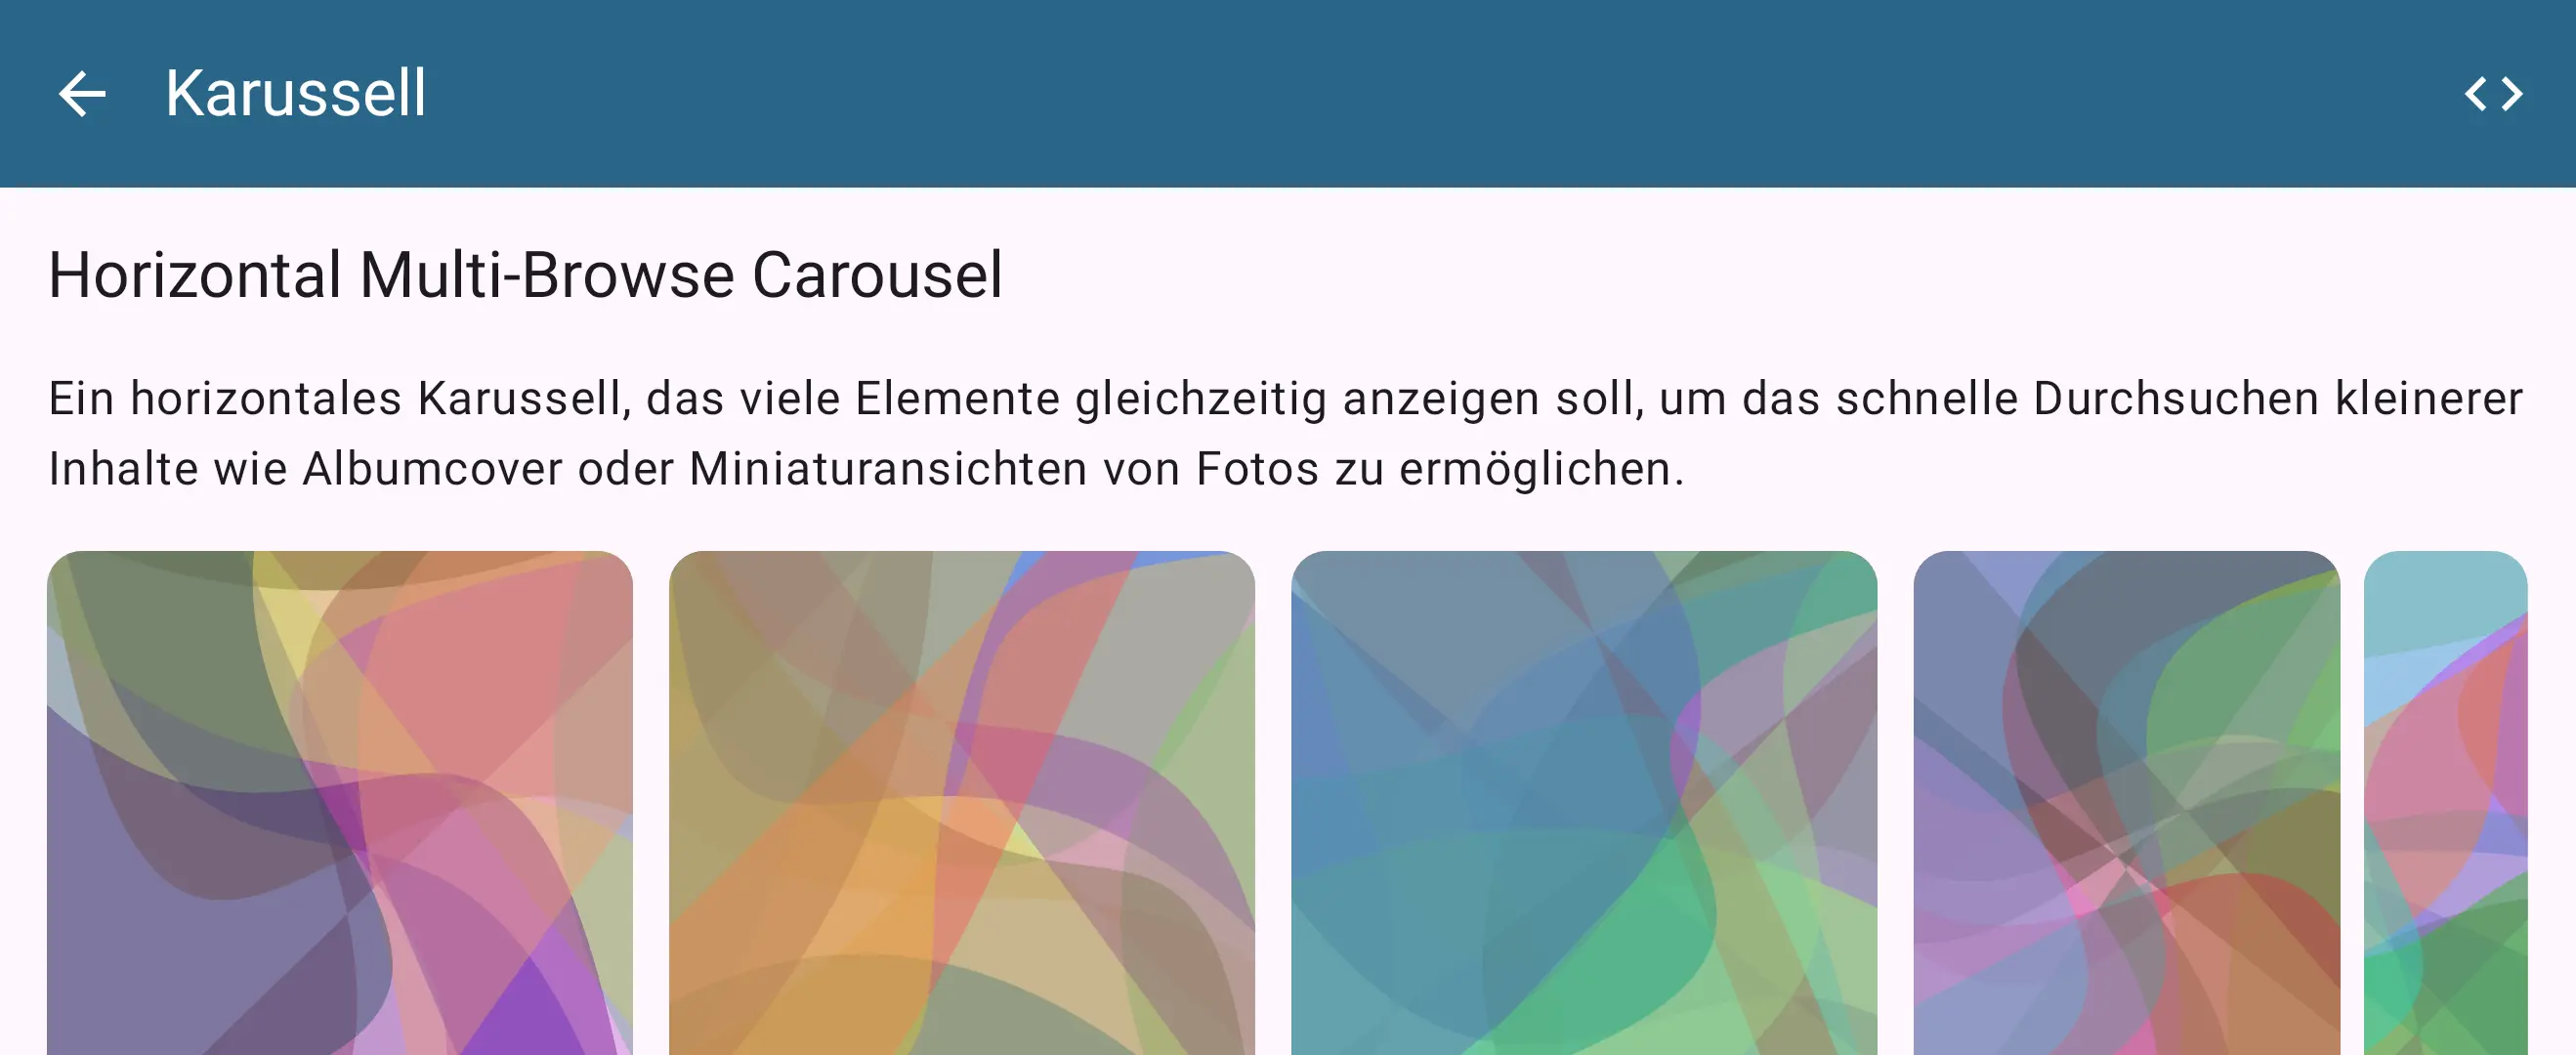 Karussell
Horizontal Multi-Browse Carousel
Ein horizontales Karussell, das viele Elemente gleichzeitig anzeigen soll, um das schnelle Durchsuchen kleinerer
Inhalte wie Albumcover oder Miniaturansichten von Fotos zu ermöglichen.